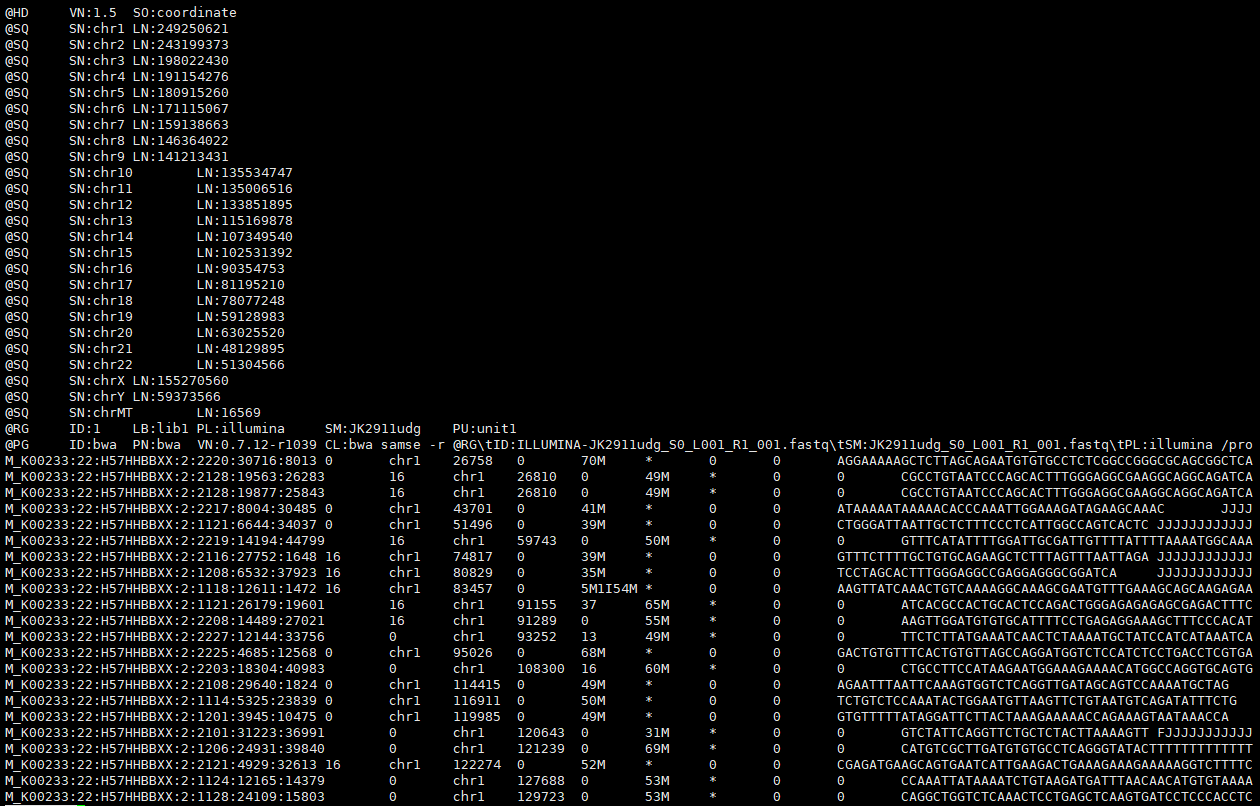 @HD VN:1.5 SO:coordinate
@SQ SN:chr1 LN:249250621
@SQ SN:chr2 LN:243199373
@SQ SN:chr3 LN:198022430
@SQ SN:chr4 LN:191154276
@SQ SN:chr5 LN:180915260
@SQ SN:chr6 LN:171115067
@SQ SN:chr7 LN:159138663
@SQ SN:chr8 LN:146364022
@SQ SN:chr9 LN:141213431
@SQ SN:chr10 LN:135534747
@SQ SN:chr11 LN:135006516
@SQ SN:chr12 LN:133851895
@SQ SN:chr13 LN:115169878
@SQ SN:chr14 LN:107349540
@SQ SN:chr15 LN:102531392
@SQ SN:chr16 LN:90354753
@SQ SN:chr17 LN:81195210
@SQ SN:chr18 LN:78077248
@SQ SN:chr19 LN:59128983
@SQ SN:chr20 LN:63025520
@SQ SN:chr21 LN:48129895
@SQ SN:chr22 LN:51304566
@SQ SN:chrX LN:155270560
@SQ SN:chrY LN:59373566
@SQ SN:chrMT LN:16569
@RG ID:1 LB:lib1 PL:illumina SM:JK2911udg PU:unit1
@PG ID:bwa PN:bwa VN:0.7.12-r1039 CL:bwa samse -r @RG\tID:ILLUMINA-JK2911udg_S0_L001_R1_001.fastq\tSM:JK2911udg_S0_L001_R1_001.fastq\tPL:illumina /pro
M_K00233:22:H57HHBBXX:2:2220:30716:8013 0 chr1 26758 0 70M * 0 0 AGGAAAAAGCTCTTAGCAGAATGTGTGCCTCTCGGCCGGGCGCAGCGGCTCA
M_K00233:22:H57HHBBXX:2:2128:19563:26283 16 chr1 26810 0 49M * 0 0 CGCCTGTAATCCCAGCACTTTGGGAGGCGAAGGCAGGCAGATCA
M_K00233:22:H57HHBBXX:2:2128:19877:25843 16 chr1 26810 0 49M * 0 0 CGCCTGTAATCCCAGCACTTTGGGAGGCGAAGGCAGGCAGATCA
M_K00233:22:H57HHBBXX:2:2217:8004:30485 0 chr1 43701 0 41M * 0 0 ATAAAAATAAAAACACCCAAATTGGAAAGATAGAAGCAAAC JJJJ
M_K00233:22:H57HHBBXX:2:1121:6644:34037 0 chr1 51496 0 39M * 0 0 CTGGGATTAATTGCTCTTTCCCTCATTGGCCAGTCACTC JJJJJJJJJJJJ
M_K00233:22:H57HHBBXX:2:2219:14194:44799 16 chr1 59743 0 50M * 0 0 GTTTCATATTTTGGATTGCGATTGTTTTATTTTAAAATGGCAAA
M_K00233:22:H57HHBBXX:2:2116:27752:1648 16 chr1 74817 0 39M * 0 0 GTTTCTTTTGCTGTGCAGAAGCTCTTTAGTTTAATTAGA JJJJJJJJJJJJ
M_K00233:22:H57HHBBXX:2:1208:6532:37923 16 chr1 80829 0 35M * 0 0 TCCTAGCACTTTGGGAGGCCGAGGAGGGCGGATCA JJJJJJJJJJJJ
M_K00233:22:H57HHBBXX:2:1118:12611:1472 16 chr1 83457 0 5M1I54M * 0 0 AAGTTATCAAACTGTCAAAAGGCAAAGCGAATGTTTGAAAGCAGCAAGAGAA
M_K00233:22:H57HHBBXX:2:1121:26179:19601 16 chr1 91155 37 65M * 0 0 ATCACGCCACTGCACTCCAGACTGGGAGAGAGAGCGAGACTTTC
M_K00233:22:H57HHBBXX:2:2208:14489:27021 16 chr1 91289 0 55M * 0 0 AAGTTGGATGTGTGCATTTTCCTGAGAGGAAAGCTTTCCCACAT
M_K00233:22:H57HHBBXX:2:2227:12144:33756 0 chr1 93252 13 49M * 0 0 TTCTCTTATGAAATCAACTCTAAAATGCTATCCATCATAAATCA
M_K00233:22:H57HHBBXX:2:2225:4685:12568 0 chr1 95026 0 68M * 0 0 GACTGTGTTTCACTGTGTTAGCCAGGATGGTCTCCATCTCCTGACCTCGTGA
M_K00233:22:H57HHBBXX:2:2203:18304:40983 0 chr1 108300 16 60M * 0 0 CTGCCTTCCATAAGAATGGAAAGAAAACATGGCCAGGTGCAGTG
M_K00233:22:H57HHBBXX:2:2108:29640:1824 0 chr1 114415 0 49M * 0 0 AGAATTTAATTCAAAGTGGTCTCAGGTTGATAGCAGTCCAAAATGCTAG
M_K00233:22:H57HHBBXX:2:1114:5325:23839 0 chr1 116911 0 50M * 0 0 TCTGTCTCCAAATACTGGAATGTTAAGTTCTGTAATGTCAGATATTTCTG
M_K00233:22:H57HHBBXX:2:1201:3945:10475 0 chr1 119985 0 49M * 0 0 GTGTTTTTATAGGATTCTTACTAAAGAAAAACCAGAAAGTAATAAACCA
M_K00233:22:H57HHBBXX:2:2101:31223:36991 0 chr1 120643 0 31M * 0 0 GTCTATTCAGGTTCTGCTCTACTTAAAAGTT FJJJJJJJJJJJ
M_K00233:22:H57HHBBXX:2:1206:24931:39840 0 chr1 121239 0 69M * 0 0 CATGTCGCTTGATGTGTGCCTCAGGGTATACTTTTTTTTTTTTT
M_K00233:22:H57HHBBXX:2:2121:4929:32613 16 chr1 122274 0 52M * 0 0 CGAGATGAAGCAGTGAATCATTGAAGACTGAAAGAAAGAAAAAGGTCTTTTC
M_K00233:22:H57HHBBXX:2:1124:12165:14379 0 chr1 127688 0 53M * 0 0 CCAAATTATAAAATCTGTAAGATGATTTAACAACATGTGTAAAA
M_K00233:22:H57HHBBXX:2:1128:24109:15803 0 chr1 129723 0 53M * 0 0 CAGGCTGGTCTCAAACTCCTGAGCTCAAGTGATCCTCCCACCTC